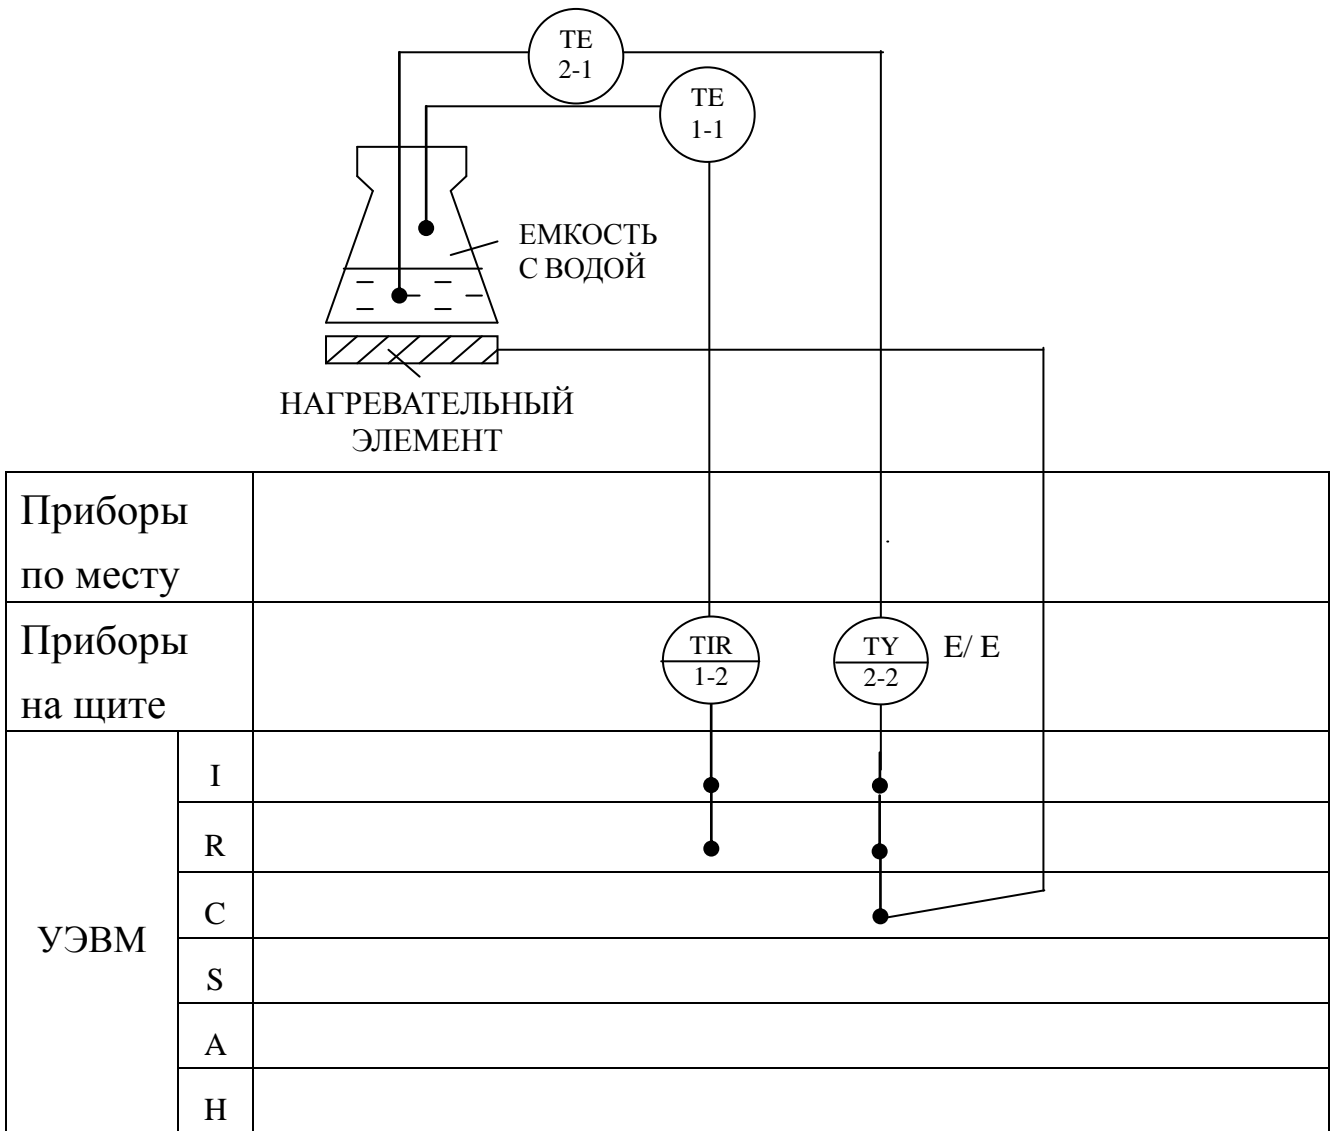 TE
2-1
TE
1-1
ЕМКОСТЬ
С ВОДОЙ
НАГРЕВАТЕЛЬНЫЙ
ЭЛЕМЕНТ
Приборы
по месту
Приборы
на щите
TIR
1-2
TY
2-2
E/ E
УЭВМ
I
R
C
S
A
H